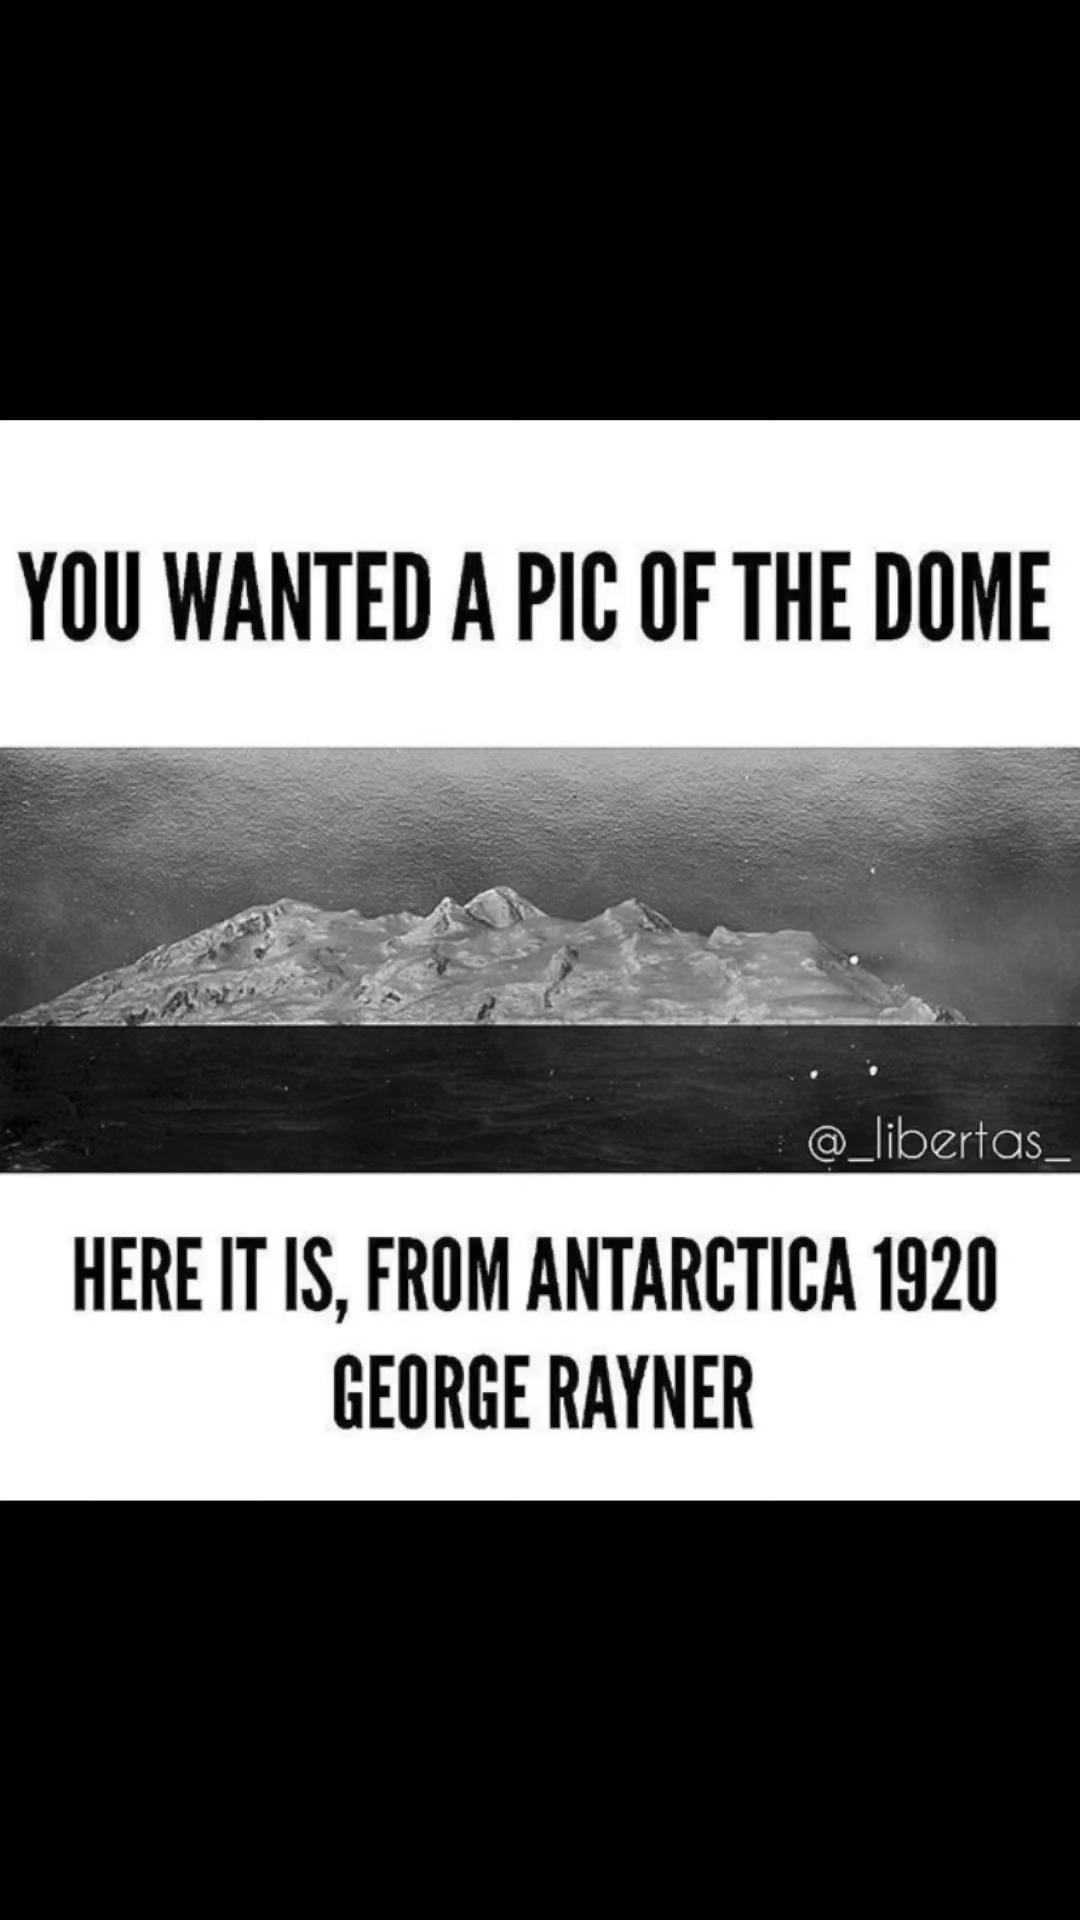 YOU WANTED A PIC OF THE DOME
@_libertas_
HERE IT IS, FROM ANTARCTICA 1920
GEORGE RAYNER